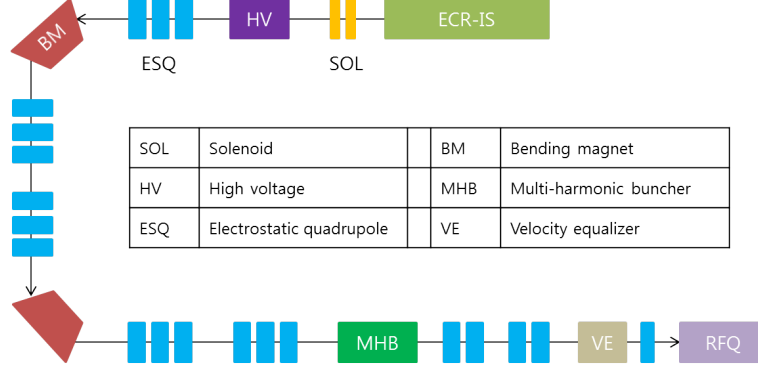 BM
HV
ECR-IS
ESQ
SOL
SOL Solenoid BM Bending magnet
HV High voltage MHB Multi-harmonic buncher
ESQ Electrostatic quadrupole VE Velocity equalizer
MHB
VE
RFQ